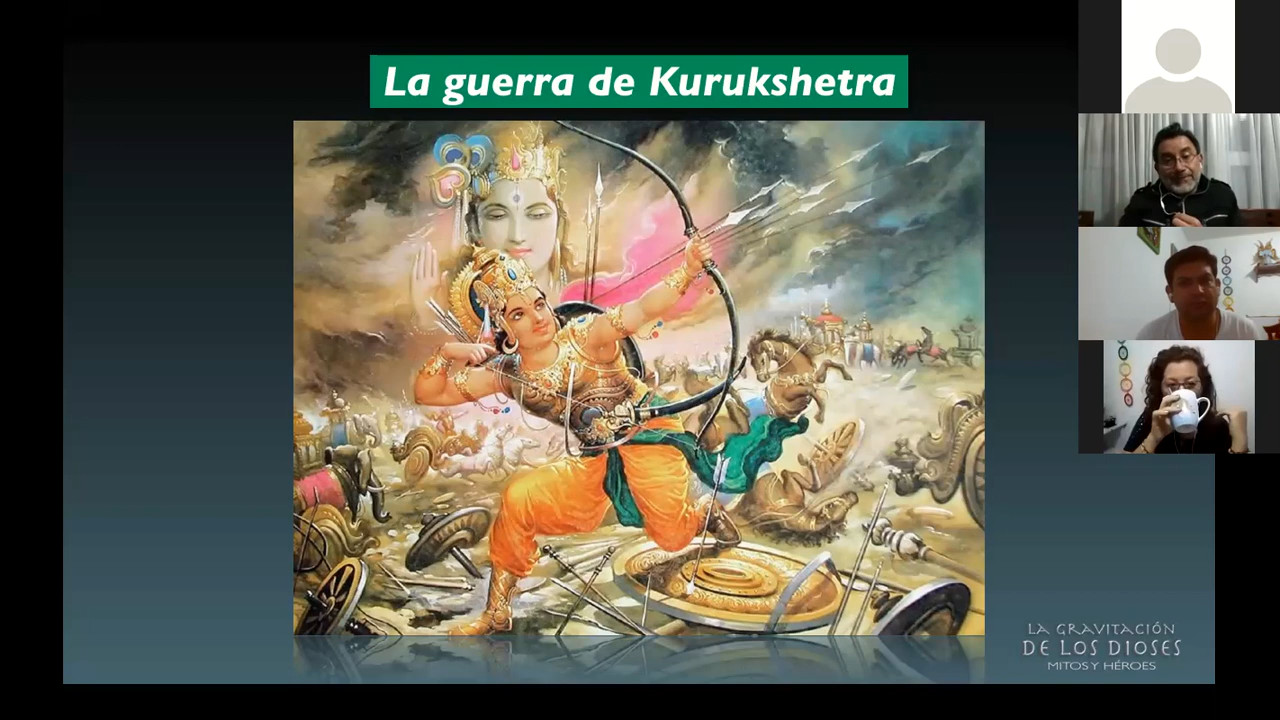 La guerra de Kurukshetra
LA GRAVITACIÓN
DE LOS DIOSES
MITOS Y HÉROES